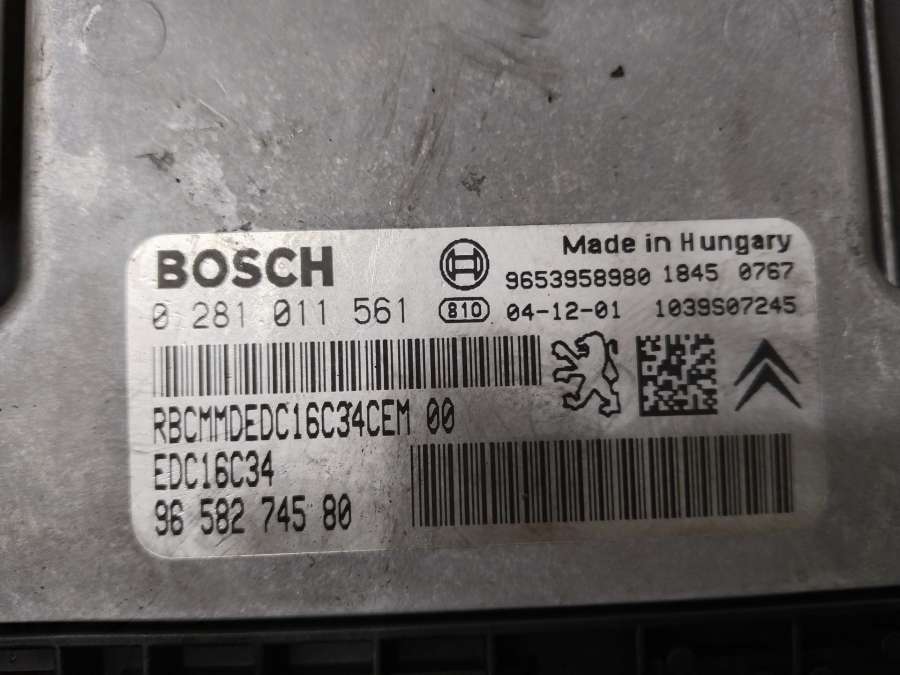 BOSCH
Made in Hungary
9653958980 1845 0767
0 281 011 561
810 04-12-01 1039S07245
RBCMMDEDC16C34CEM 00
EDC16C34
96 582 745 80